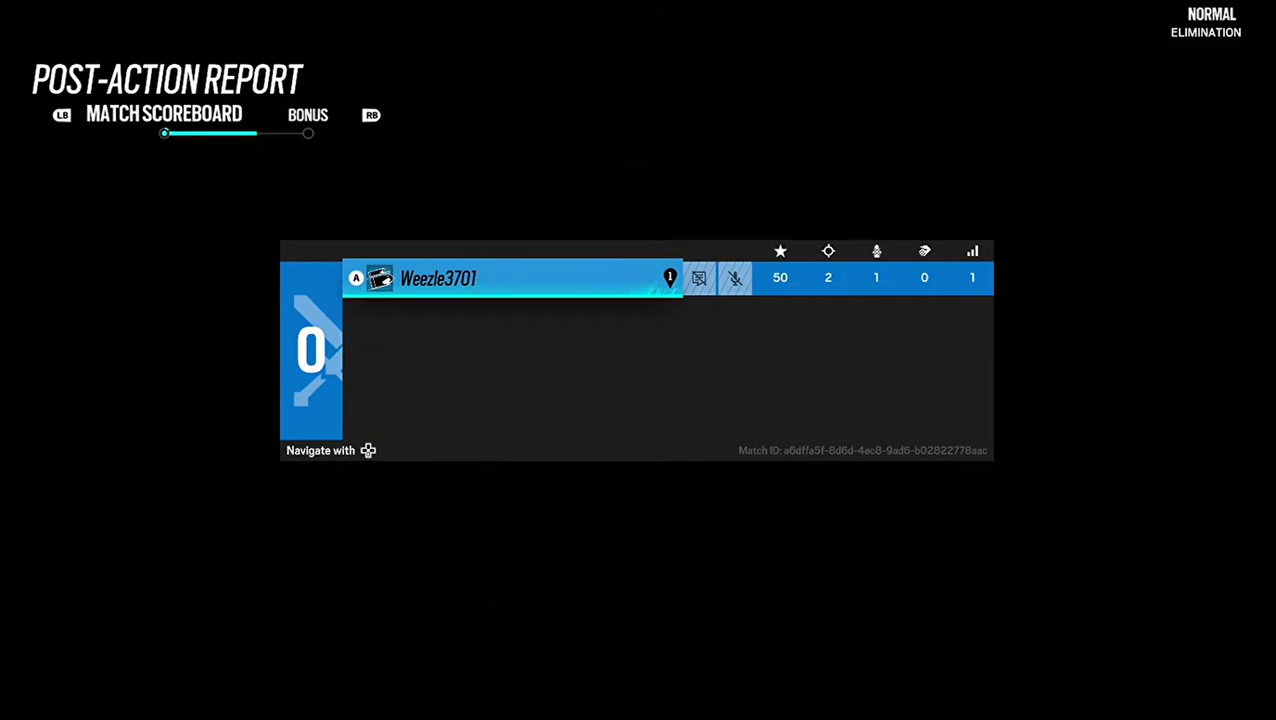 NORMAL
ELIMINATION
POST-ACTION REPORT
LB MATCH SCOREBOARD BONUS RB
A Weezle3701 1 50 2 1 0 1
0
Navigate with
Match ID: a6dffa5f-8d6d-4ec8-9ad6-b02822778aac